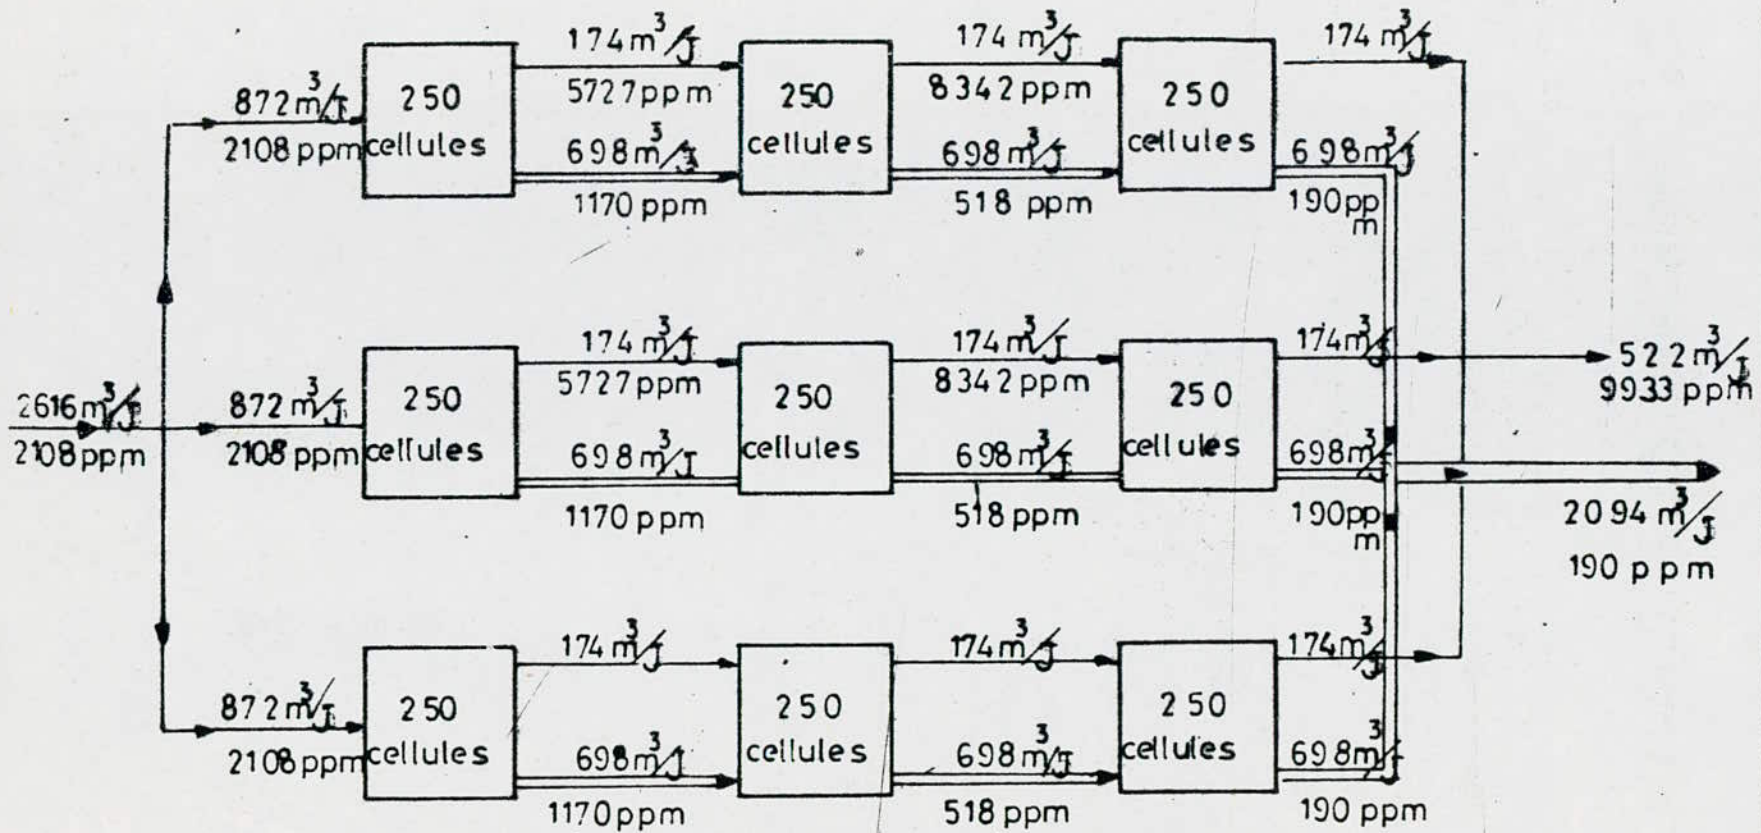 174 m³/J
174 m³/J
174 m³/J
872 m³/J
250 cellules
5727 ppm
250 cellules
8342 ppm
250 cellules
2108 ppm
698 m³/J
698 m³/J
698 m³/J
1170 ppm
518 ppm
190 ppm
174 m³/J
174 m³/J
174 m³/J
522 m³/J
5727 ppm
8342 ppm
9933 ppm
2616 m³/J
872 m³/J
250 cellules
250 cellules
250 cellules
2108 ppm
2108 ppm
698 m³/J
698 m³/J
698 m³/J
1170 ppm
518 ppm
190 ppm
2094 m³/J
190 ppm
174 m³/J
174 m³/J
174 m³/J
872 m³/J
250 cellules
250 cellules
250 cellules
2108 ppm
698 m³/J
698 m³/J
698 m³/J
1170 ppm
518 ppm
190 ppm